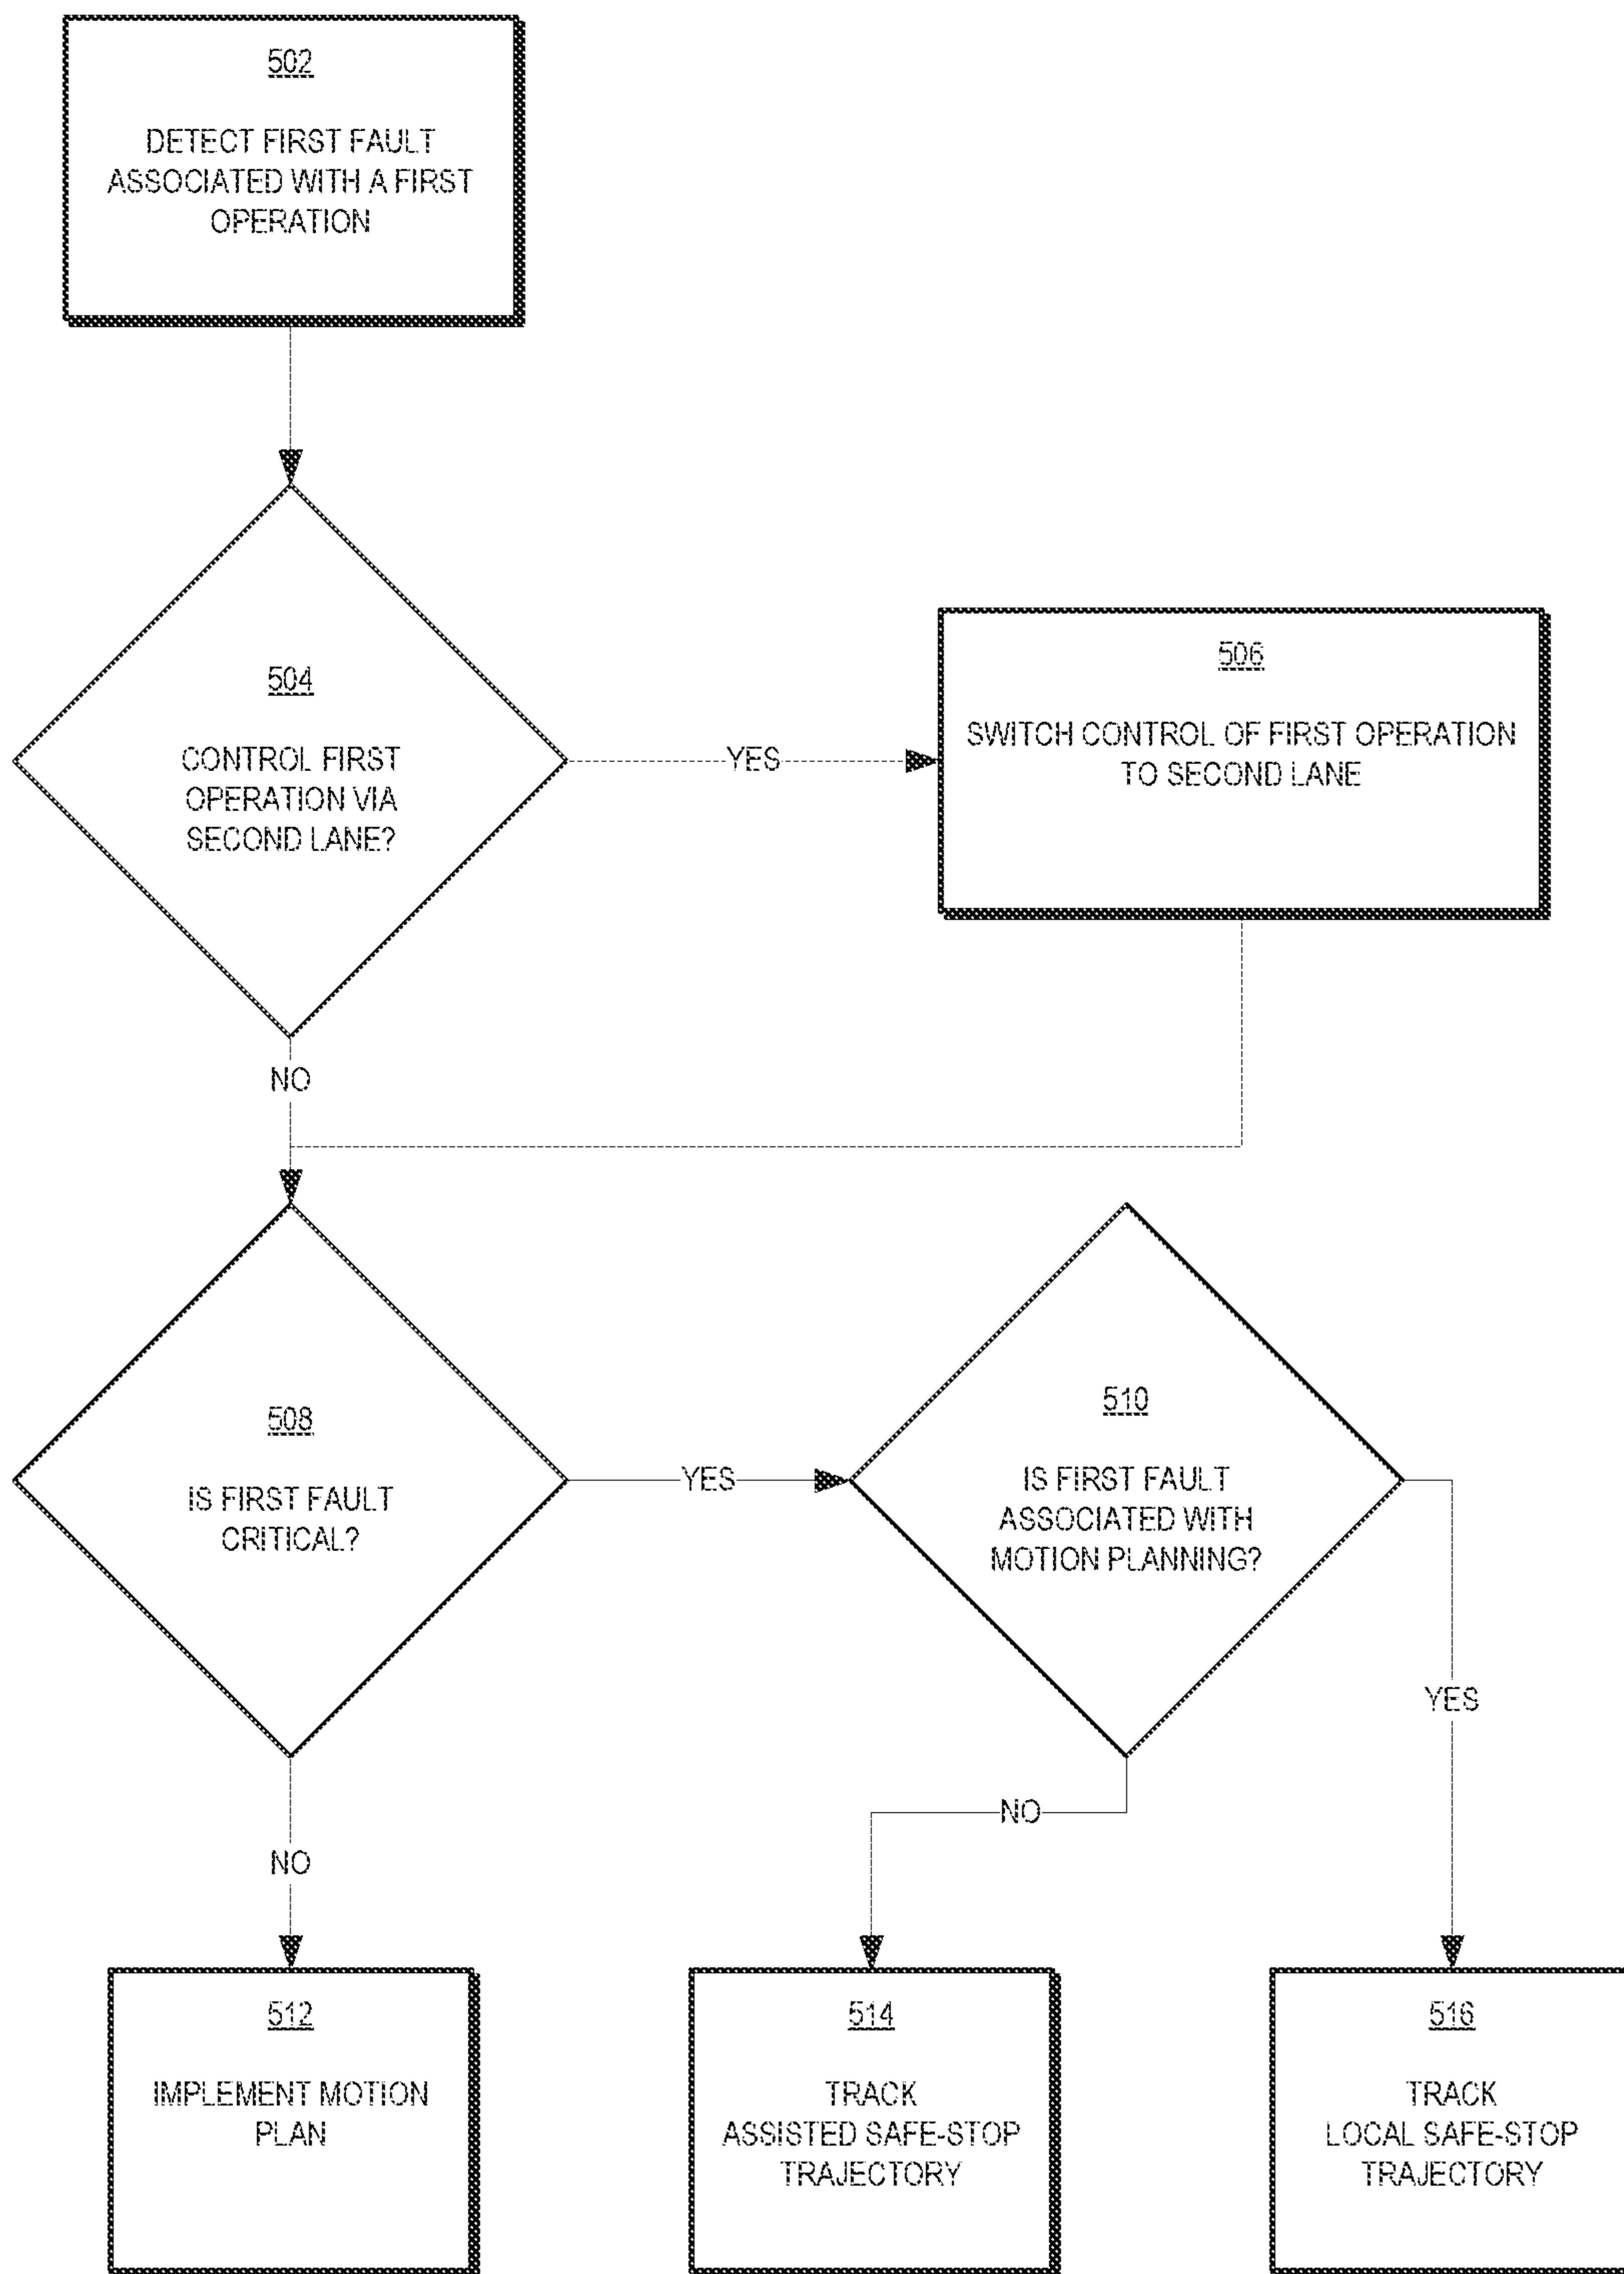 502
DETECT FIRST FAULT
ASSOCIATED WITH A FIRST
OPERATION
504
CONTROL FIRST
OPERATION VIA
SECOND LANE?
YES
506
SWITCH CONTROL OF FIRST OPERATION
TO SECOND LANE
NO
508
IS FIRST FAULT
CRITICAL?
YES
510
IS FIRST FAULT
ASSOCIATED WITH
MOTION PLANNING?
YES
NO
NO
512
IMPLEMENT MOTION
PLAN
514
TRACK
ASSISTED SAFE-STOP
TRAJECTORY
516
TRACK
LOCAL SAFE-STOP
TRAJECTORY